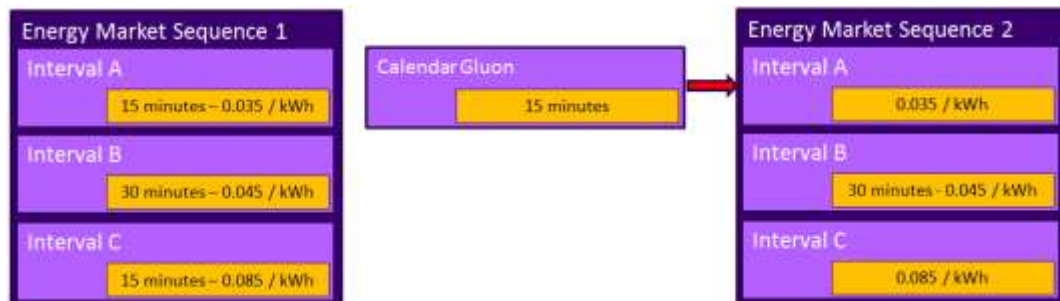 Energy Market Sequence 1
Interval A
15 minutes – 0.035 / kWh
Interval B
30 minutes – 0.045 / kWh
Interval C
15 minutes – 0.085 / kWh
Calendar Gluon
15 minutes
Energy Market Sequence 2
Interval A
0.035 / kWh
Interval B
30 minutes - 0.045 / kWh
Interval C
0.085 / kWh